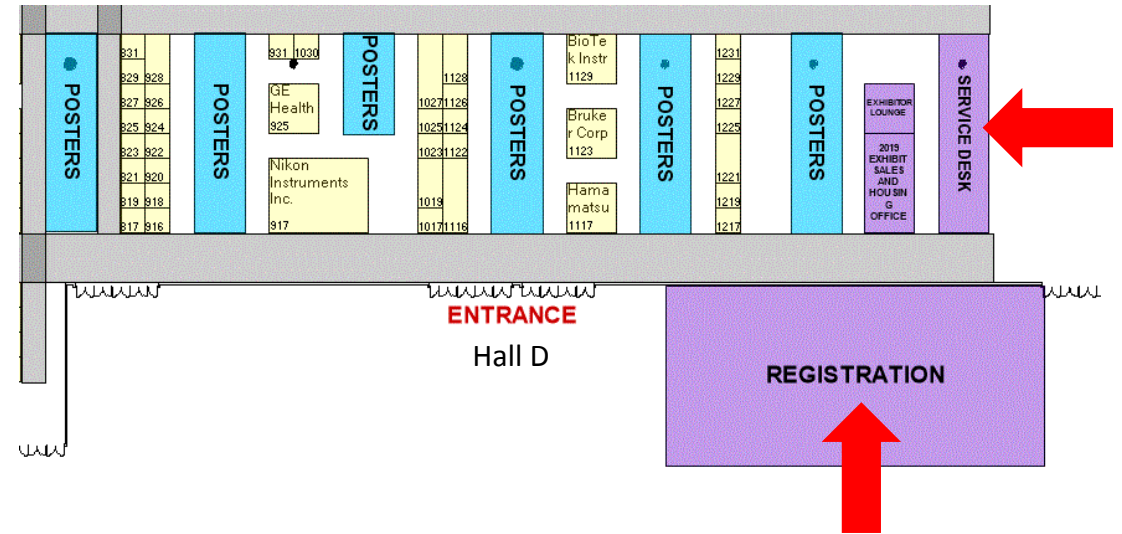 POSTERS
831
829 928
827 926
825 924
823 922
821 920
819 918
817 916
POSTERS
931 1030
GE
Health
925
Nikon
Instruments
Inc.
917
POSTERS
1128
1027 1126
1025 1124
1023 1122
1019
1017 1116
POSTERS
BioTe
k Instr
1129
Bruke
r Corp
1123
Hama
matsu
1117
POSTERS
1231
1229
1227
1225
1221
1219
1217
POSTERS
EXHIBITOR
LOUNGE
2019
EXHIBIT
SALES
AND
HOUSIN
G
OFFICE
SERVICE DESK
ENTRANCE
Hall D
REGISTRATION